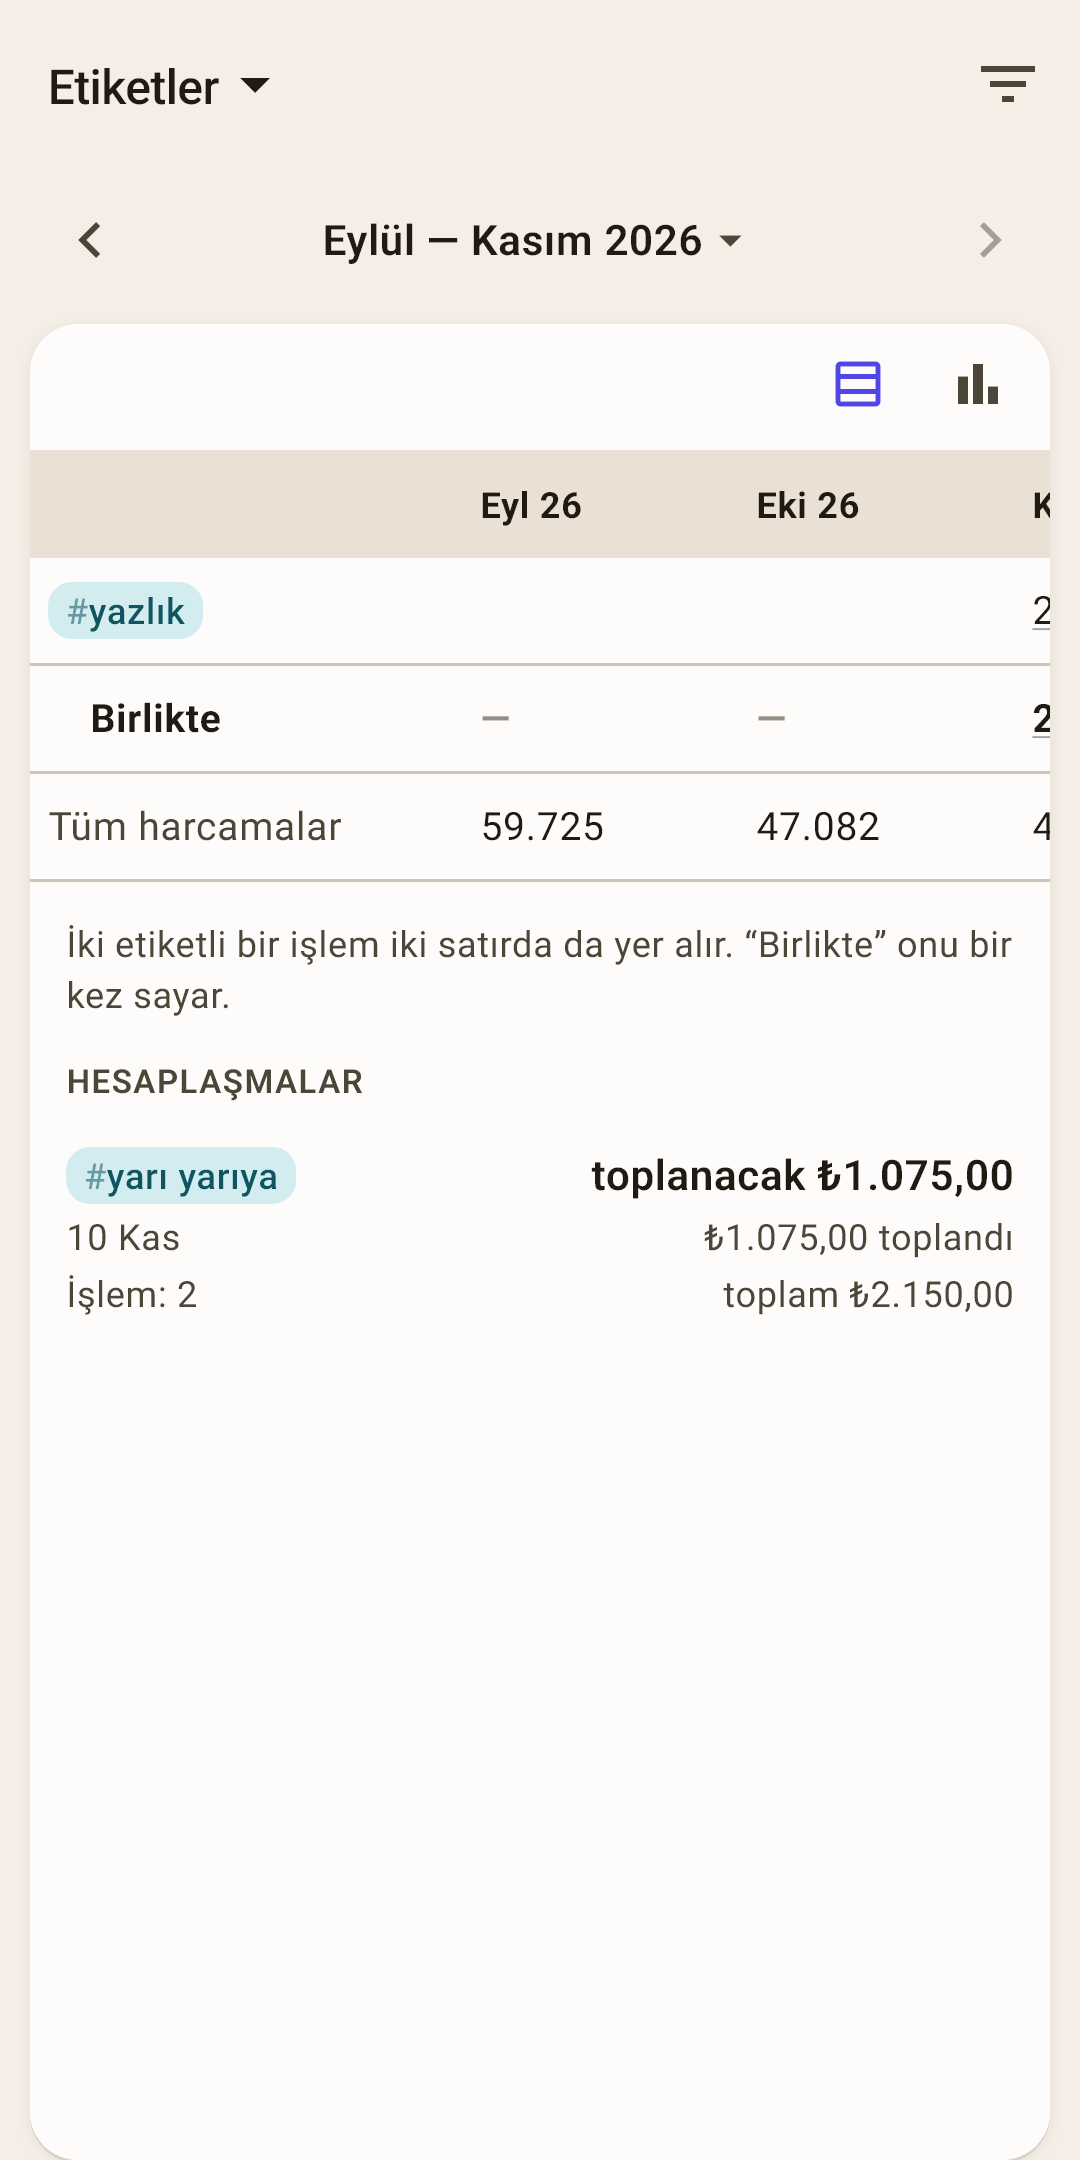 Etiketler
Eylül — Kasım 2026
Eyl 26 Eki 26
#yazlık
Birlikte — —
Tüm harcamalar 59.725 47.082
İki etiketli bir işlem iki satırda da yer alır. “Birlikte” onu bir
kez sayar.
HESAPLAŞMALAR
#yarı yarıya toplanacak ₺1.075,00
10 Kas ₺1.075,00 toplandı
İşlem: 2 toplam ₺2.150,00